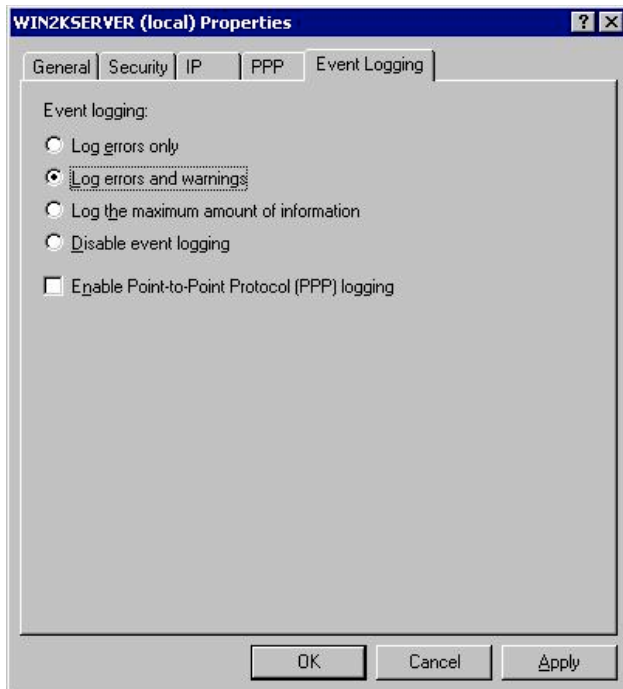 WIN2KSERVER (local) Properties
General Security IP PPP Event Logging
Event logging:
Log errors only
Log errors and warnings
Log the maximum amount of information
Disable event logging
Enable Point-to-Point Protocol (PPP) logging
OK Cancel Apply